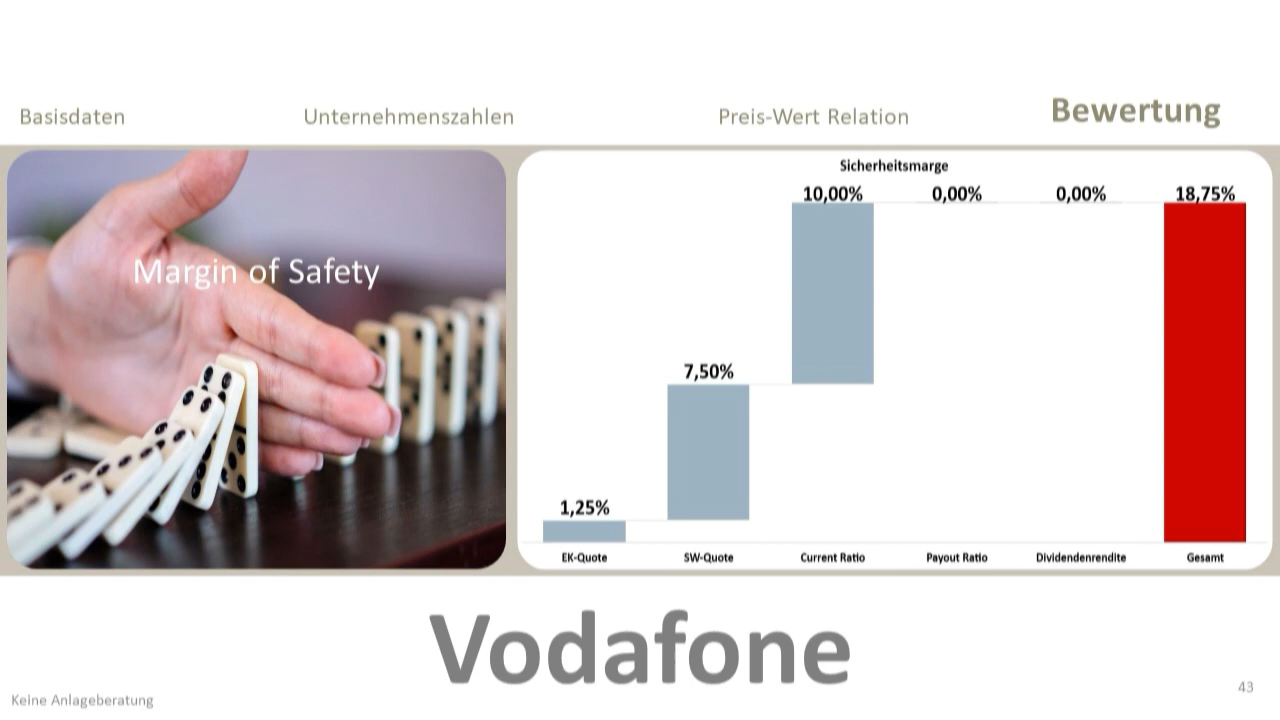 Basisdaten
Unternehmenszahlen
Preis-Wert Relation
Bewertung
Margin of Safety
Sicherheitsmarge
10,00%
0,00%
0,00%
18,75%
7,50%
1,25%
EK-Quote
SW-Quote
Current Ratio
Payout Ratio
Dividendenrendite
Gesamt
Vodafone
Keine Anlageberatung
43